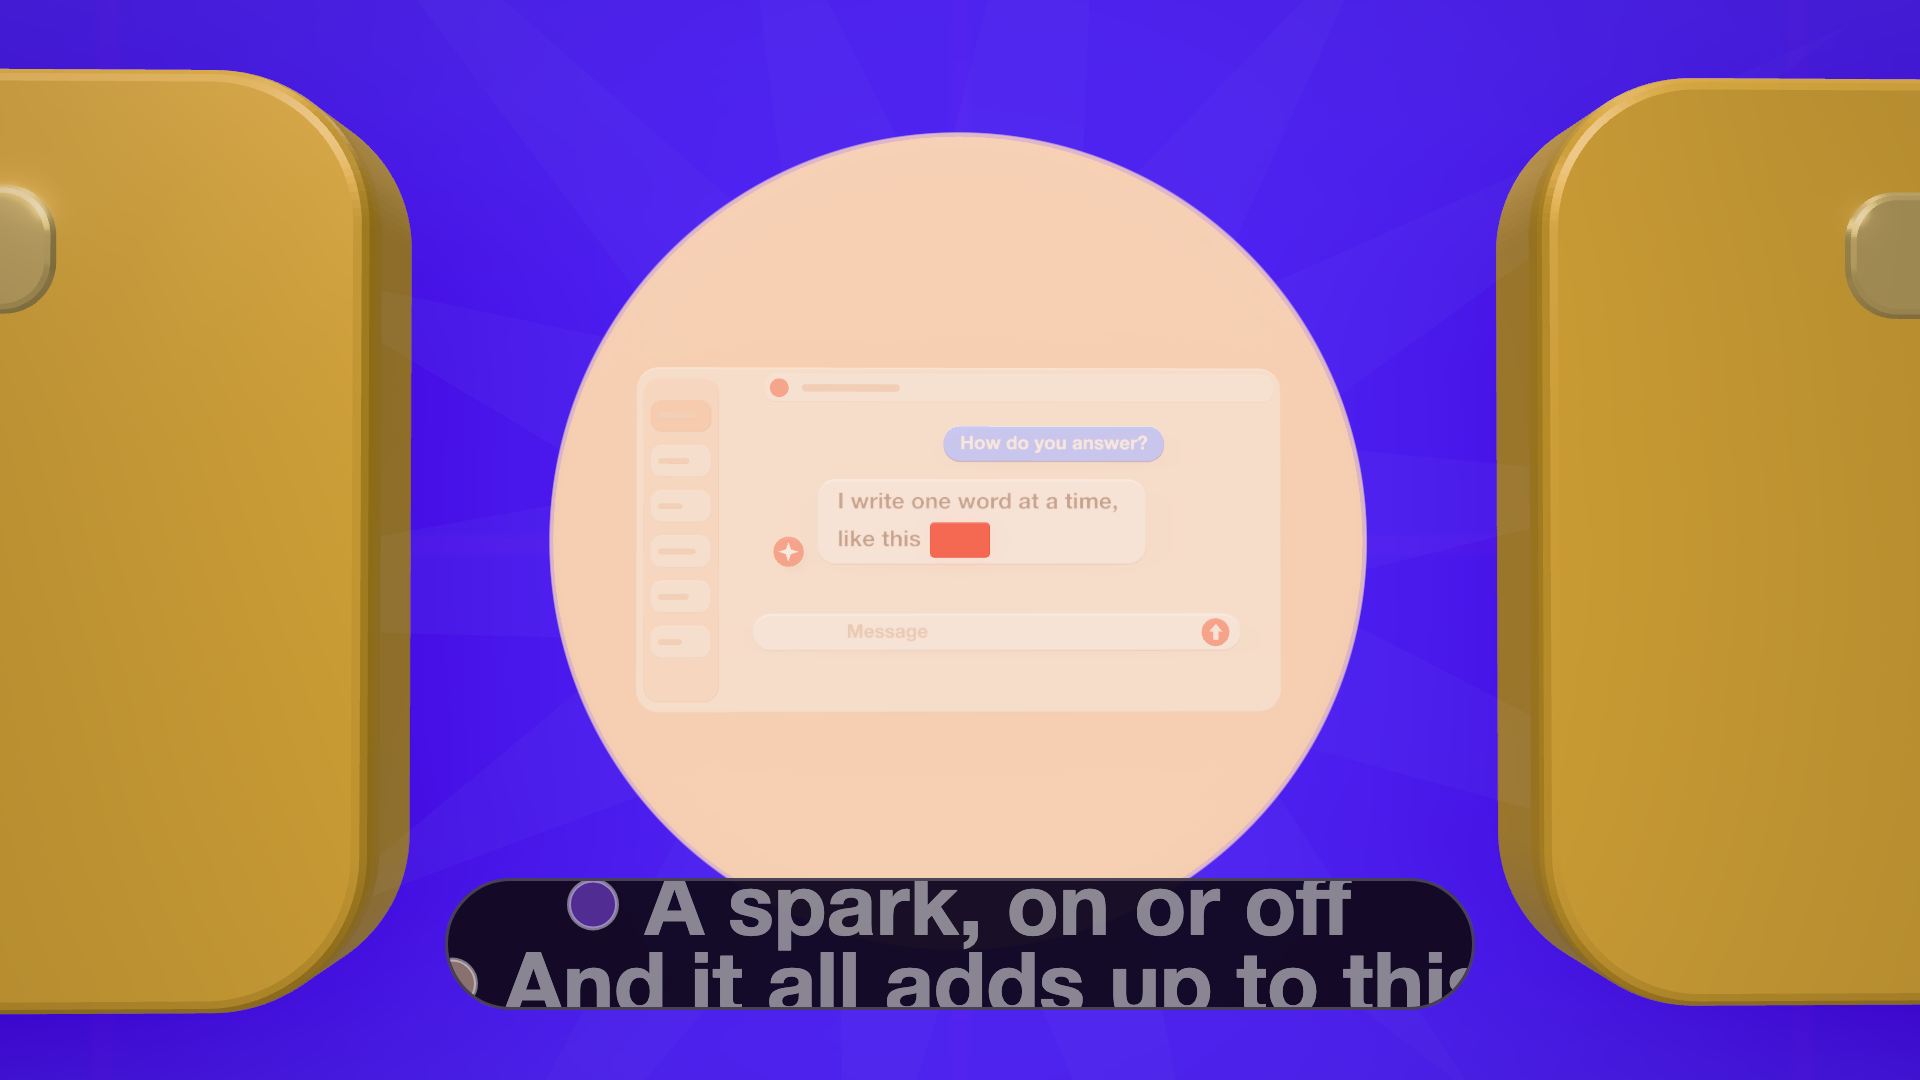 How do you answer?
I write one word at a time,
like this
Message
A spark, on or off
And it all adds up to this